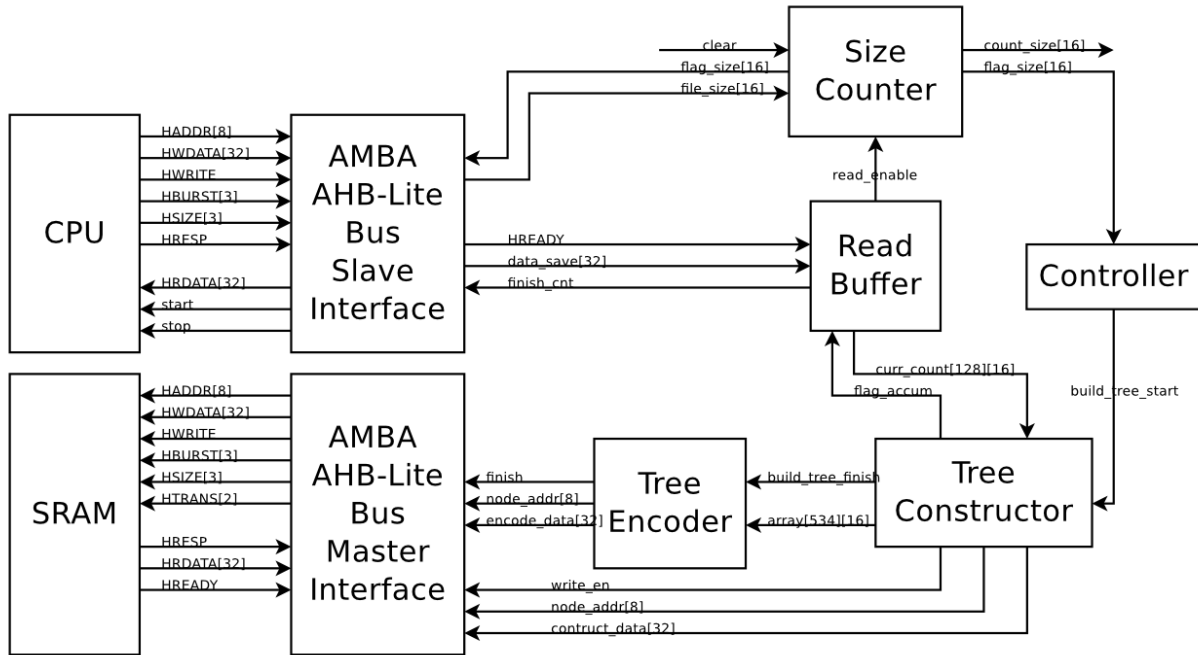 clear
flag_size[16]
file_size[16]
Size
Counter
count_size[16]
flag_size[16]
CPU
HADDR[8]
HWDATA[32]
HWRITE
HBURST[3]
HSIZE[3]
HRESP
HRDATA[32]
start
stop
AMBA
AHB-Lite
Bus
Slave
Interface
read_enable
HREADY
data_save[32]
finish_cnt
Read
Buffer
Controller
curr_count[128][16]
flag_accum
build_tree_start
SRAM
HADDR[8]
HWDATA[32]
HWRITE
HBURST[3]
HSIZE[3]
HTRANS[2]
HRESP
HRDATA[32]
HREADY
AMBA
AHB-Lite
Bus
Master
Interface
finish
node_addr[8]
encode_data[32]
Tree
Encoder
build_tree_finish
array[534][16]
Tree
Constructor
write_en
node_addr[8]
contruct_data[32]